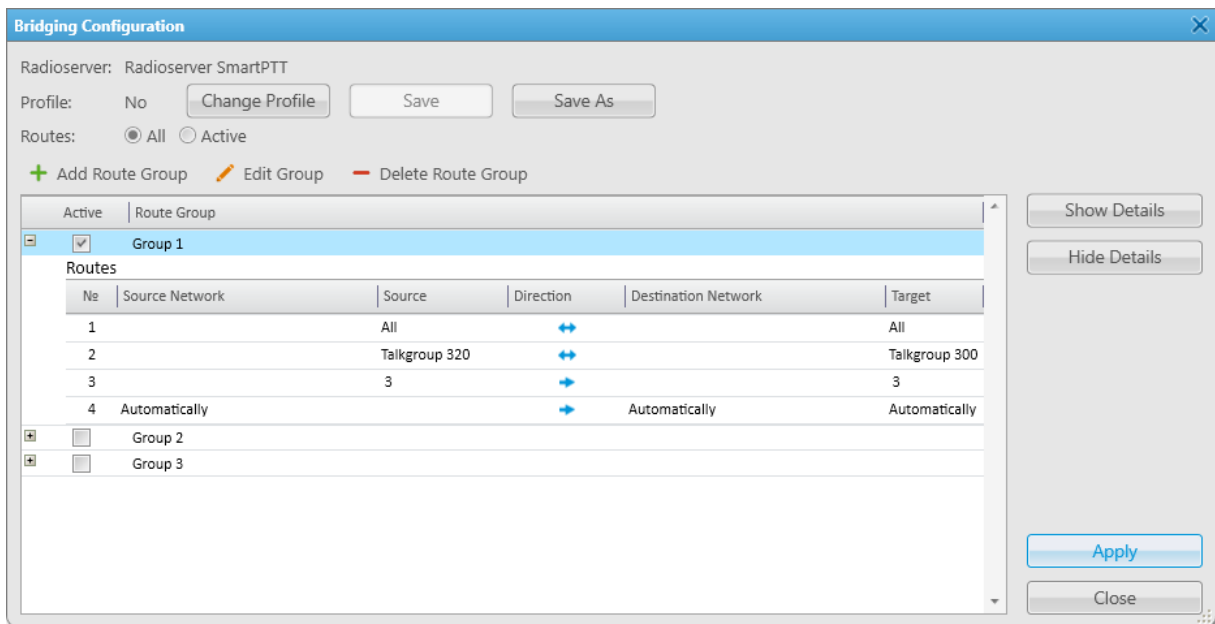 Bridging Configuration
Radioserver: Radioserver SmartPTT
Profile: No Change Profile Save Save As
Routes: All Active
Add Route Group Edit Group Delete Route Group
Active Route Group
Group 1
Routes
№ Source Network Source Direction Destination Network Target
1 All All
2 Talkgroup 320 Talkgroup 300
3 3 3
4 Automatically Automatically Automatically
Group 2
Group 3
Show Details
Hide Details
Apply
Close